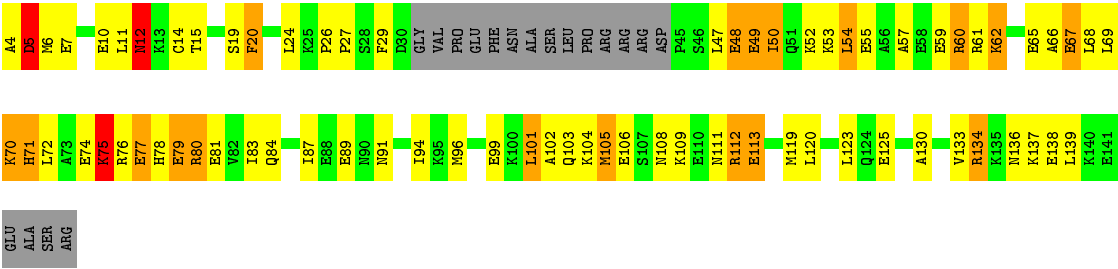 A4 D5 M6 E7 E10 L11 N12 K13 C14 T15 S19 F20 L24 K25 P26 P27 S28 F29 D30 GLY VAL PRO GLU PHE ASN ALA SER LEU PRO ARG ARG ARG ASP P45 S46 L47 E48 E49 I50 Q51 K52 K53 L54 E55 A56 A57 E58 E59 R60 R61 K62 E65 A66 E67 L68 L69
K70 H71 L72 A73 E74 K75 R76 E77 H78 E79 R80 E81 V82 I83 Q84 I87 E88 E89 N90 N91 I94 K95 M96 E99 K100 L101 A102 Q103 K104 M105 E106 S107 N108 K109 E110 N111 R112 E113 M119 L120 L123 Q124 E125 A130 V133 R134 K135 N136 K137 E138 L139 K140 E141
GLU ALA SER ARG